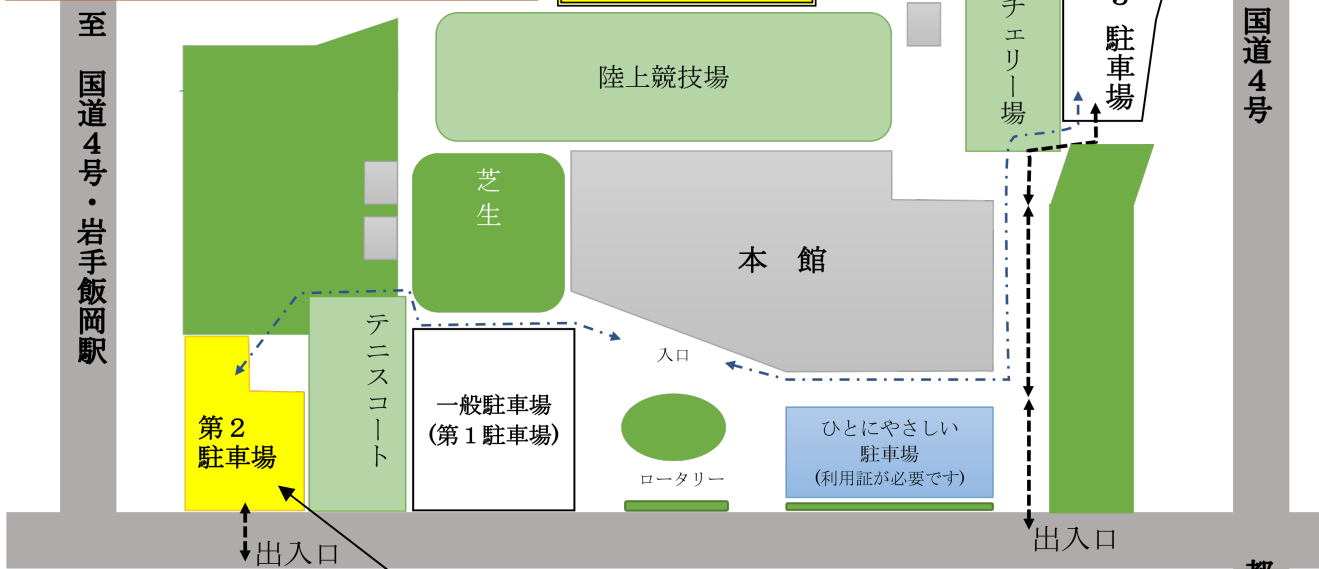 至　国道４号・岩手飯岡駅
陸上競技場
チェリー場
駐車場
国道４号
芝生
本　館
テニスコート
入口
一般駐車場
(第１駐車場)
第２
駐車場
ロータリー
ひとにやさしい
駐車場
(利用証が必要です)
出入口
出入口